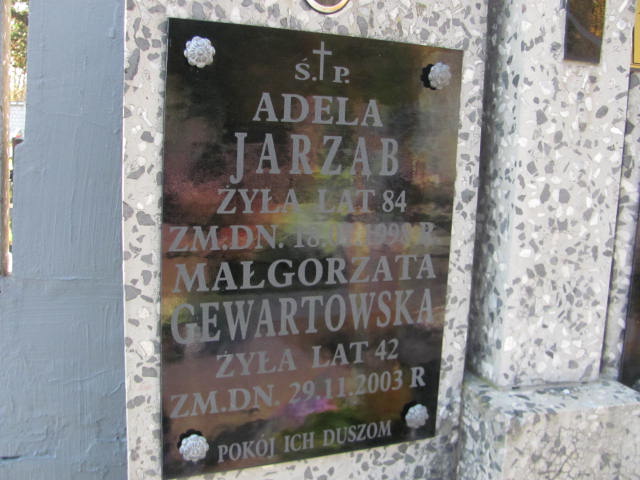 Ś. P.
ADELA
JARZĄB
ŻYŁA LAT 84
ZM.DN. R
MAŁGORZATA
GEWARTOWSKA
ŻYŁA LAT 42
ZM.DN. 29.11.2003 R
POKÓJ ICH DUSZOM